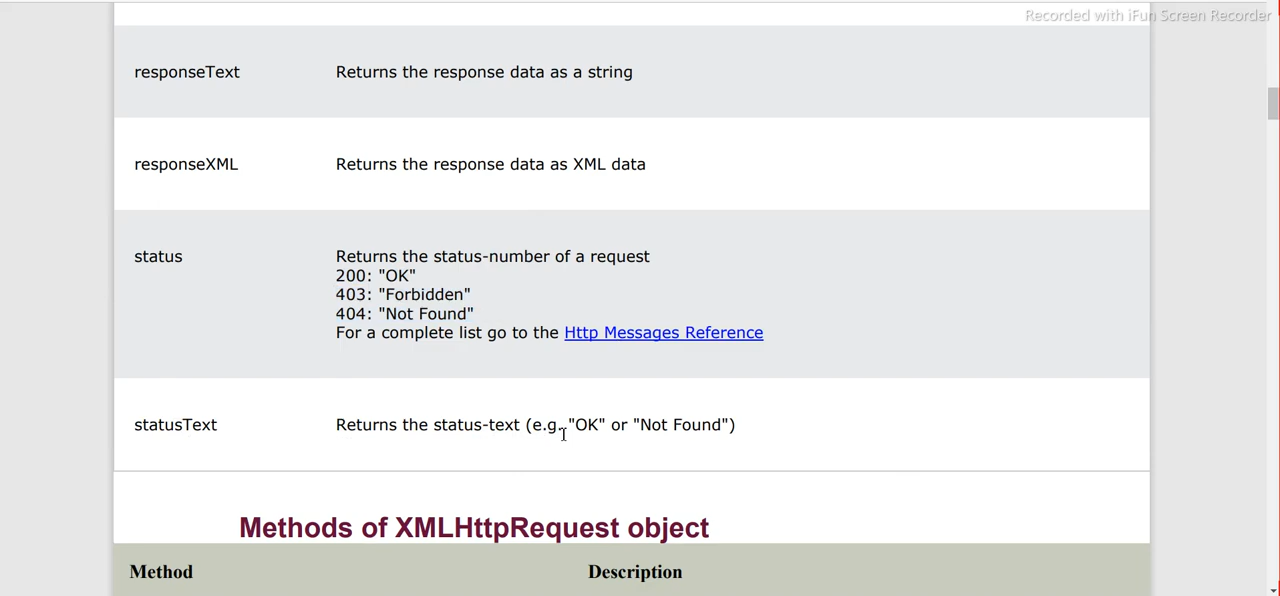 Recorded with iFun Screen Recorder
responseText Returns the response data as a string
responseXML Returns the response data as XML data
status Returns the status-number of a request
200: "OK"
403: "Forbidden"
404: "Not Found"
For a complete list go to the Http Messages Reference
statusText Returns the status-text (e.g. "OK" or "Not Found")
Methods of XMLHttpRequest object
Method Description